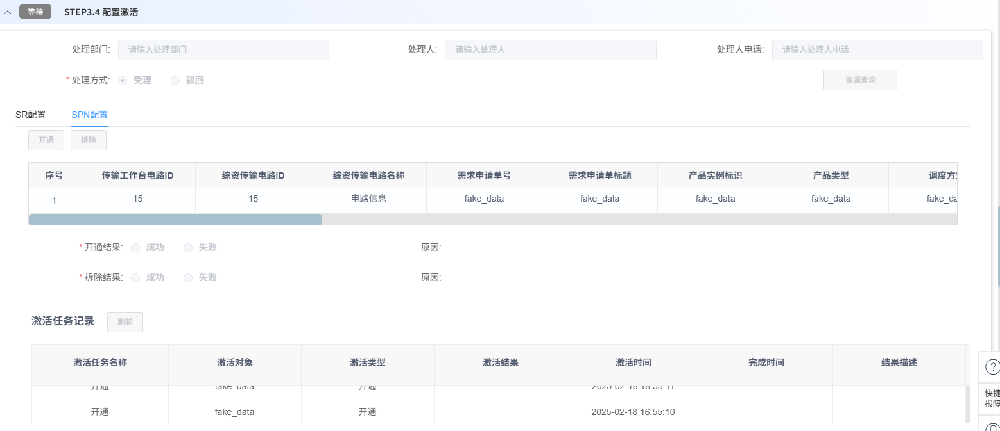 等待 STEP3.4 配置激活
处理部门: 请输入处理部门 处理人: 请输入处理人 处理人电话: 请输入处理人电话
* 处理方式: 受理 驳回 资源查询
SR配置 SPN配置
开通 拆除
序号 传输工作台电路ID 综资传输电路ID 综资传输电路名称 需求申请单号 需求申请单标题 产品实例标识 产品类型 调度方
1 15 15 电路信息 fake_data fake_data fake_data fake_data fake_da
* 开通结果: 成功 失败 原因:
* 拆除结果: 成功 失败 原因:
激活任务记录 刷新
激活任务名称 激活对象 激活类型 激活结果 激活时间 完成时间 结果描述
开通 fake_data 开通 2025-02-18 16:55:11
开通 fake_data 开通 2025-02-18 16:55:10
?
快捷
报障